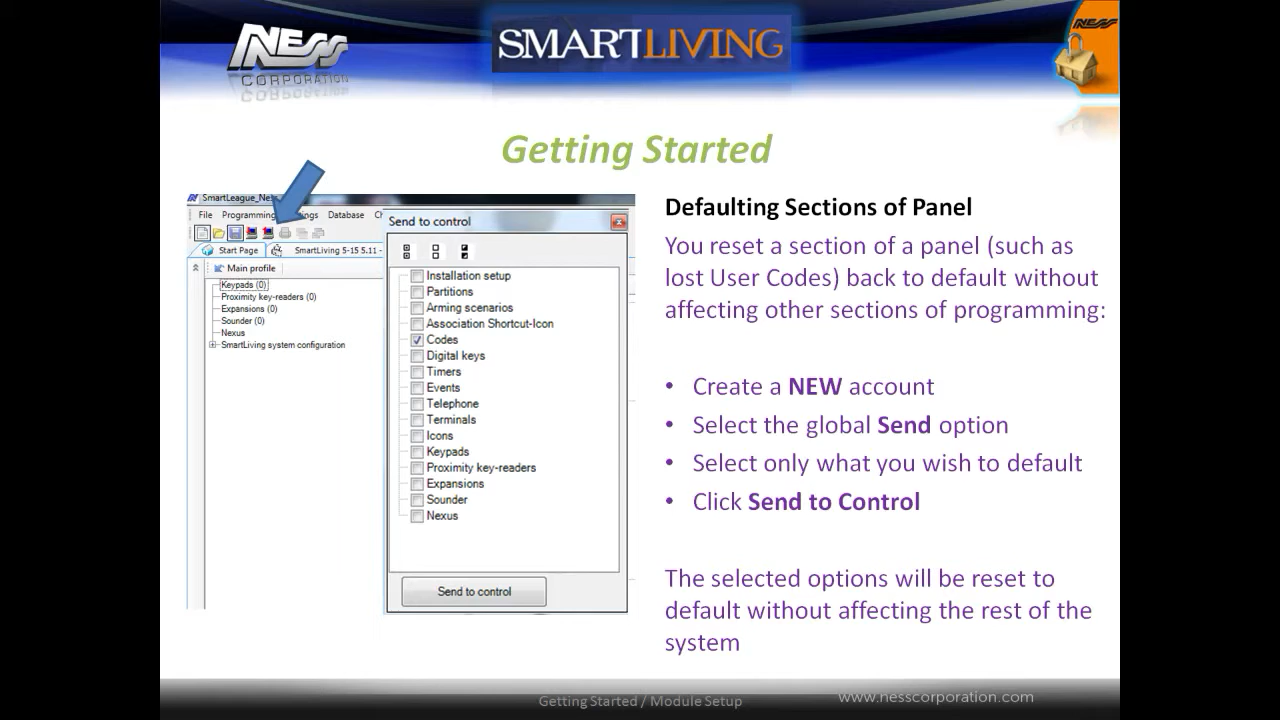 NESS
CORPORATION
SMARTLIVING
NESS
Getting Started
SmartLeague_Nes
File Programming ings Database
Start Page SmartLiving 5-15 5.11 -
Main profile
Keypads (0)
Proximity key-readers (0)
Expansions (0)
Sounder (0)
Nexus
SmartLiving system configuration
Send to control
Installation setup
Partitions
Arming scenarios
Association Shortcut-Icon
Codes
Digital keys
Timers
Events
Telephone
Terminals
Icons
Keypads
Proximity key-readers
Expansions
Sounder
Nexus
Send to control
Defaulting Sections of Panel
You reset a section of a panel (such as
lost User Codes) back to default without
affecting other sections of programming:
• Create a NEW account
• Select the global Send option
• Select only what you wish to default
• Click Send to Control
The selected options will be reset to
default without affecting the rest of the
system
Getting Started / Module Setup
www.nesscorporation.com